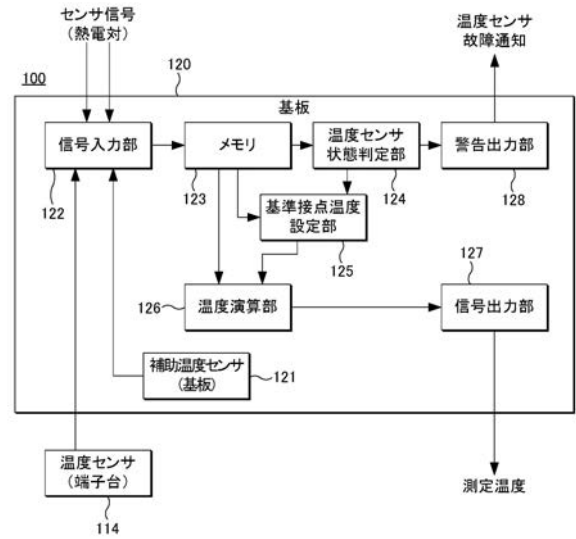 センサ信号
(熱電対)
温度センサ
故障通知
100
120
基板
信号入力部
メモリ
温度センサ
状態判定部
警告出力部
122
123
124
128
基準接点温度
設定部
125
127
126
温度演算部
信号出力部
補助温度センサ
(基板)
121
温度センサ
(端子台)
114
測定温度